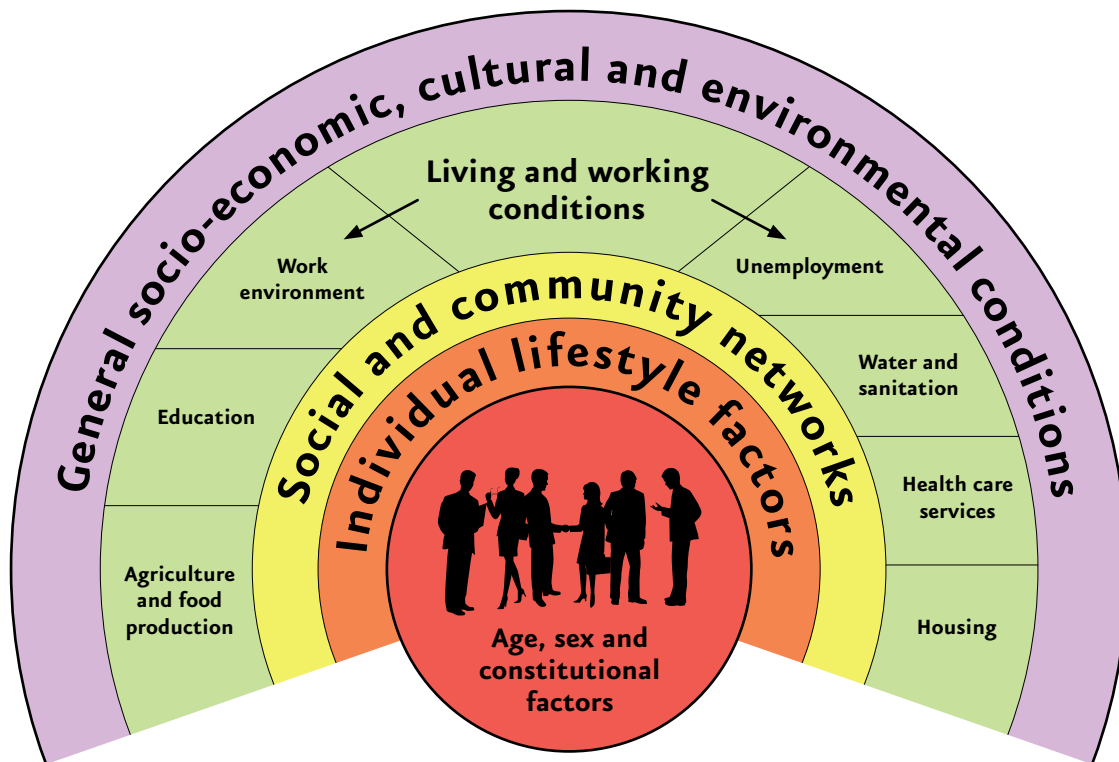 General socio-economic, cultural and environmental conditions
Living and working
conditions
Work
environment
Unemployment
Education
Water and
sanitation
Agriculture
and food
production
Health care
services
Housing
Social and community networks
Individual lifestyle factors
Age, sex and
constitutional
factors